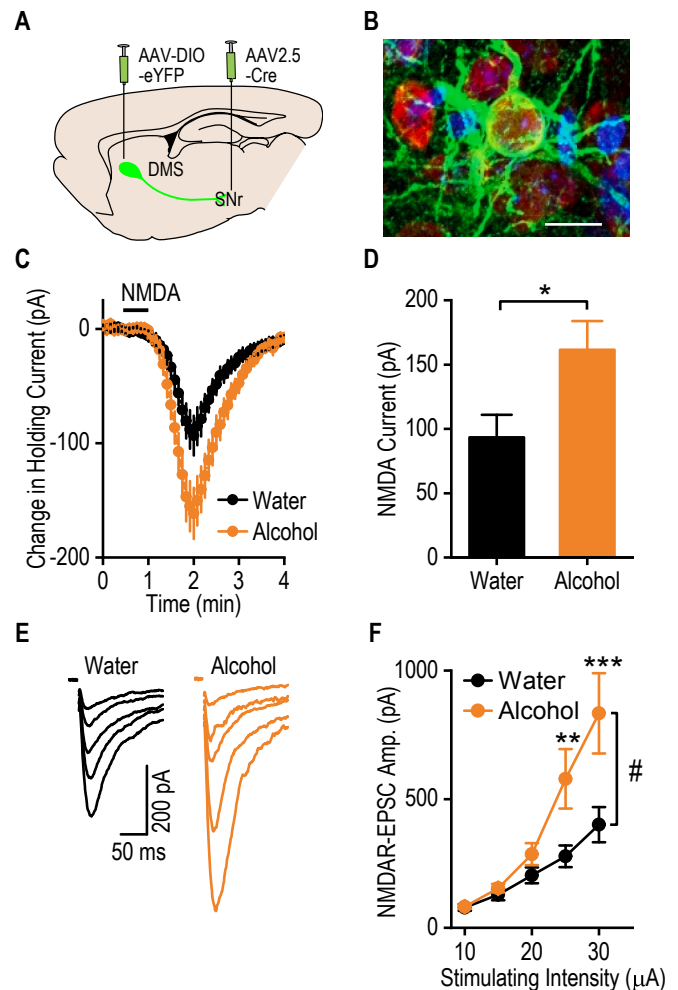 A
AAV-DIO
-eYFP
AAV2.5
-Cre
DMS
SNr
B
C
NMDA
Change in Holding Current (pA)
0
-100
-200
Water
Alcohol
0 1 2 3 4
Time (min)
D
*
NMDA Current (pA)
200
150
100
50
0
Water Alcohol
E
Water Alcohol
200 pA
50 ms
F
NMDAR-EPSC Amp. (pA)
1000
500
0
Water
Alcohol
**
***
#
10 20 30
Stimulating Intensity (μA)